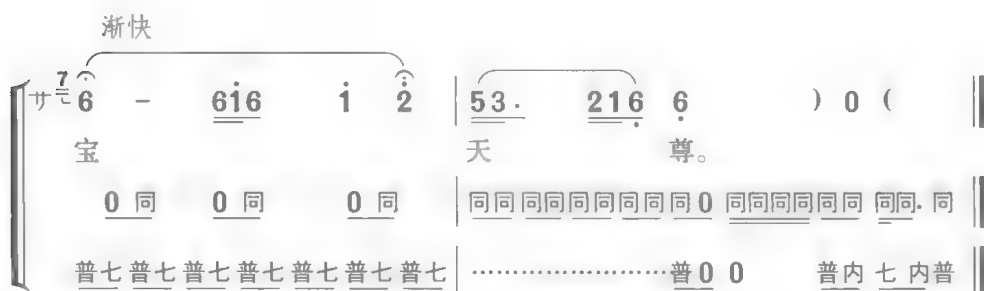 渐快
サ 7 6 - 6i6 i 2 | 53. 216 6 ) 0 (
宝 天 尊。
0 同 0 同 0 同 | 同同 同同同同 同同 同 0 同同同同同同 同同. 同
普七 普七 普七 普七 普七 普七 普七 | ························普 0 0 普内 七 内普